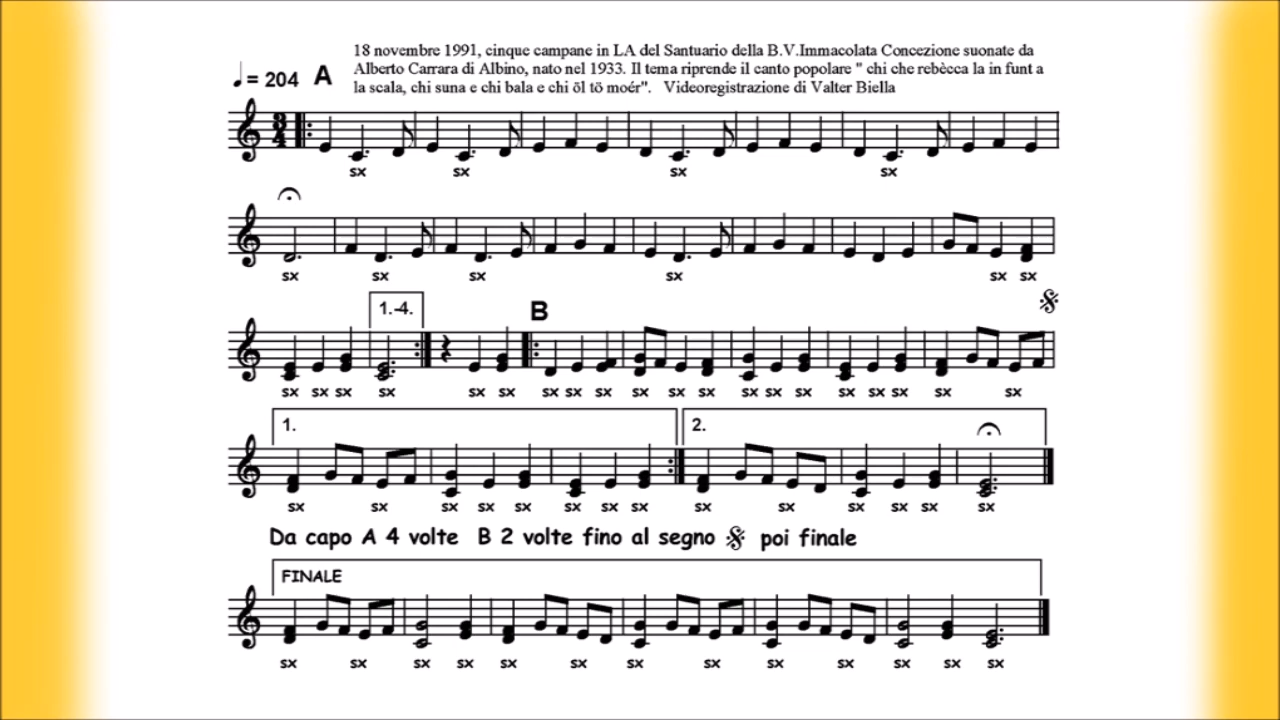 18 novembre 1991, cinque campane in LA del Santuario della B.V.Immacolata Concezione suonate da
♩= 204 A Alberto Carrara di Albino, nato nel 1933. Il tema riprende il canto popolare " chi che rebècca la in funt a
la scala, chi suna e chi bala e chi öl tö moér". Videoregistrazione di Valter Biella
3
4
sx sx sx sx
sx sx sx sx sx sx
1.-4. B
sx sx sx sx sx sx sx sx sx sx sx sx sx sx sx sx sx sx sx sx sx
1. 2.
sx sx sx sx sx sx sx sx sx sx sx sx sx sx
Da capo A 4 volte B 2 volte fino al segno 𝄋 poi finale
FINALE
sx sx sx sx sx sx sx sx sx sx sx sx sx sx